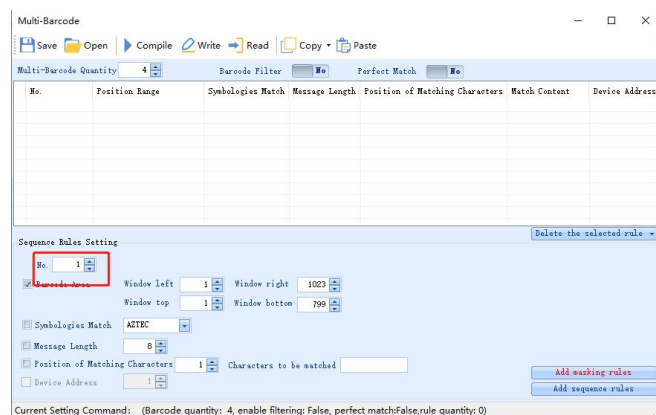 Multi-Barcode
Save Open Compile Write Read Copy Paste
Multi-Barcode Quantity 4 Barcode Filter No Perfect Match No
No. Position Range Symbologies Match Message Length Position of Matching Characters Match Content Device Address
Delete the selected rule
Sequence Rules Setting
No. 1
Barcode Area Window left 1 Window right 1023
Window top 1 Window bottom 799
Symbologies Match AZTEC
Message Length 8
Position of Matching Characters 1 Characters to be matched
Add masking rules
Device Address 1
Add sequence rules
Current Setting Command: (Barcode quantity: 4, enable filtering: False, perfect match:False,rule quantity: 0)